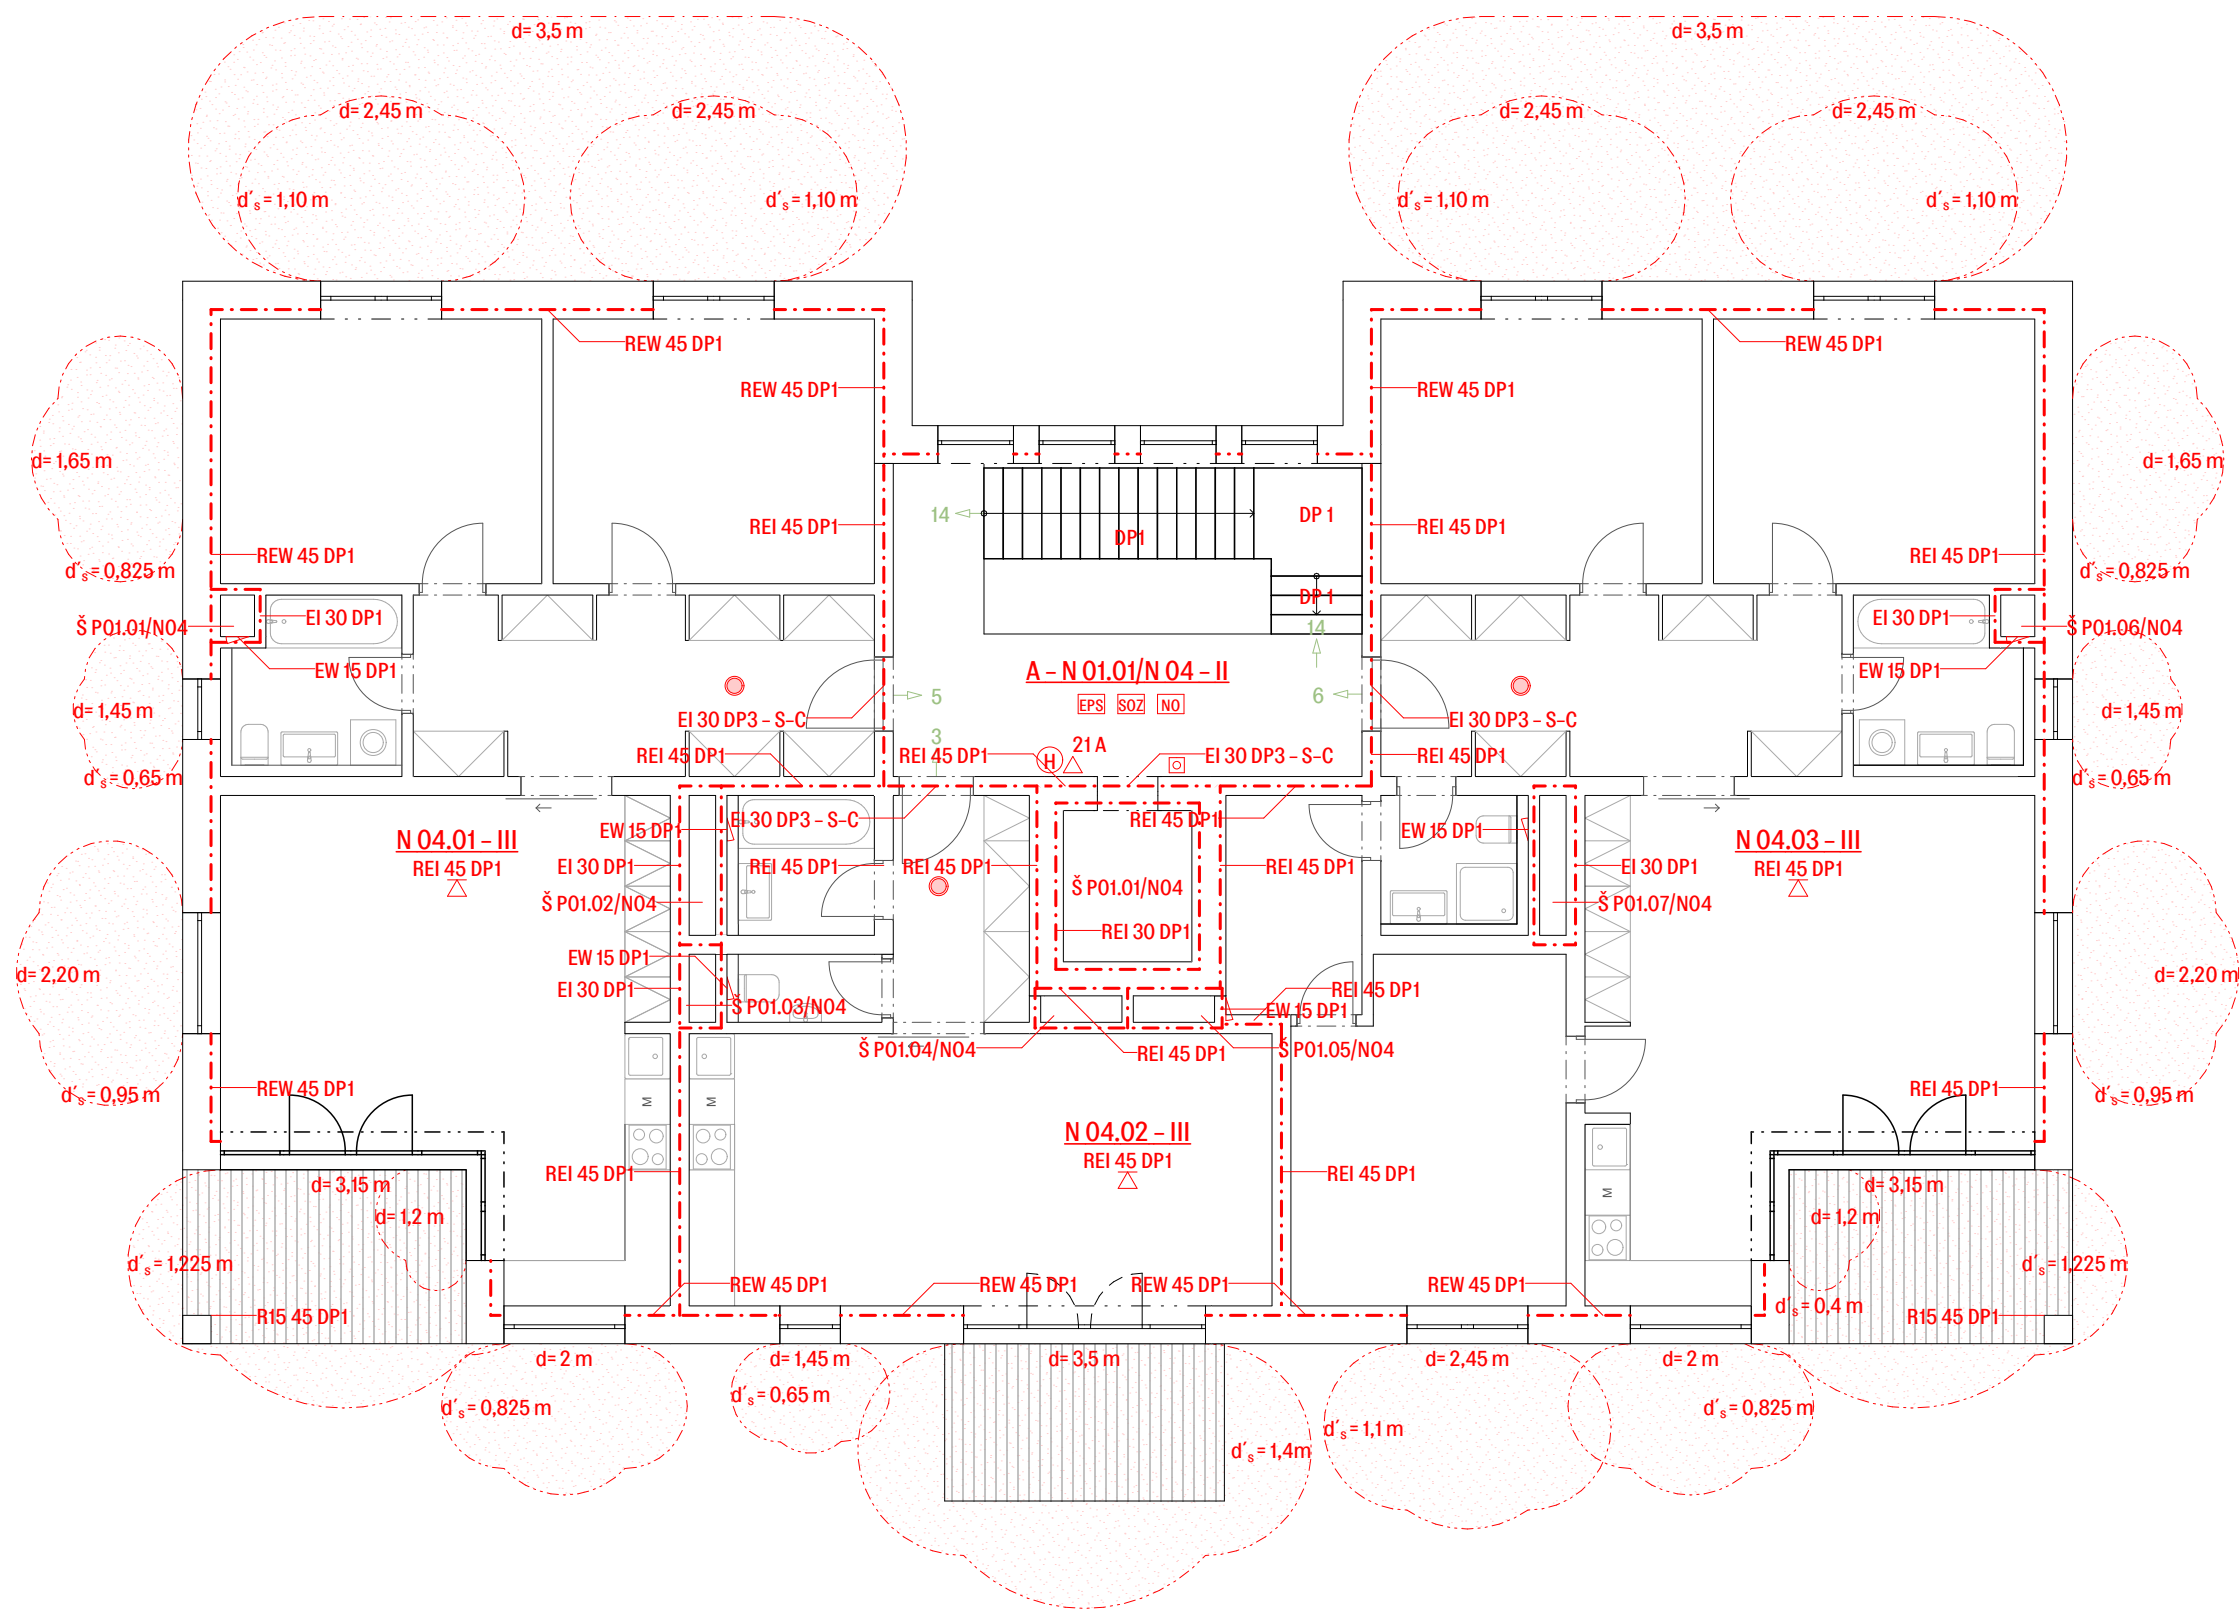 d= 3,5 m
d= 3,5 m
d= 2,45 m
d= 2,45 m
d= 2,45 m
d= 2,45 m
d´s = 1,10 m
d´s = 1,10 m
d´s = 1,10 m
d´s = 1,10 m
REW 45 DP1
REW 45 DP1
REW 45 DP1
REW 45 DP1
d= 1,65 m
d= 1,65 m
14
DP 1
REI 45 DP1
REI 45 DP1
DP1
REW 45 DP1
REI 45 DP1
d´s = 0,825 m
d´s = 0,825 m
DP 1
EI 30 DP1
EI 30 DP1
Š P01.01/N04
14
Š P01.06/N04
EW 15 DP1
A – N 01.01/N 04 – II
EW 15 DP1
5
6
EPS
SOZ
NO
d= 1,45 m
d= 1,45 m
EI 30 DP3 – S–C
EI 30 DP3 – S–C
3
21 A
H
REI 45 DP1
REI 45 DP1
EI 30 DP3 – S–C
REI 45 DP1
d´s = 0,65 m
d´s = 0,65 m
EI 30 DP3 – S–C
REI 45 DP1
EW 15 DP1
EW 15 DP1
N 04.01 – III
REI 45 DP1
N 04.03 – III
REI 45 DP1
EI 30 DP1
REI 45 DP1
REI 45 DP1
REI 45 DP1
EI 30 DP1
Š P01.01/N04
Š P01.02/N04
Š P01.07/N04
REI 30 DP1
EW 15 DP1
d= 2,20 m
d= 2,20 m
EI 30 DP1
REI 45 DP1
Š P01.03/N04
EW 15 DP1
Š P01.04/N04
REI 45 DP1
Š P01.05/N04
REW 45 DP1
REI 45 DP1
d´s = 0,95 m
d´s = 0,95 m
M
M
N 04.02 – III
REI 45 DP1
REI 45 DP1
REI 45 DP1
d= 3,15 m
d= 3,15 m
M
d= 1,2 m
d= 1,2 m
d´s = 1,225 m
d´s = 1,225 m
REW 45 DP1
REW 45 DP1
REW 45 DP1
REW 45 DP1
d´s = 0,4 m
R15 45 DP1
R15 45 DP1
d= 2 m
d= 1,45 m
d= 3,5 m
d= 2,45 m
d= 2 m
d´s = 0,65 m
d´s = 0,825 m
d´s = 0,825 m
d´s = 1,1 m
d´s = 1,4m